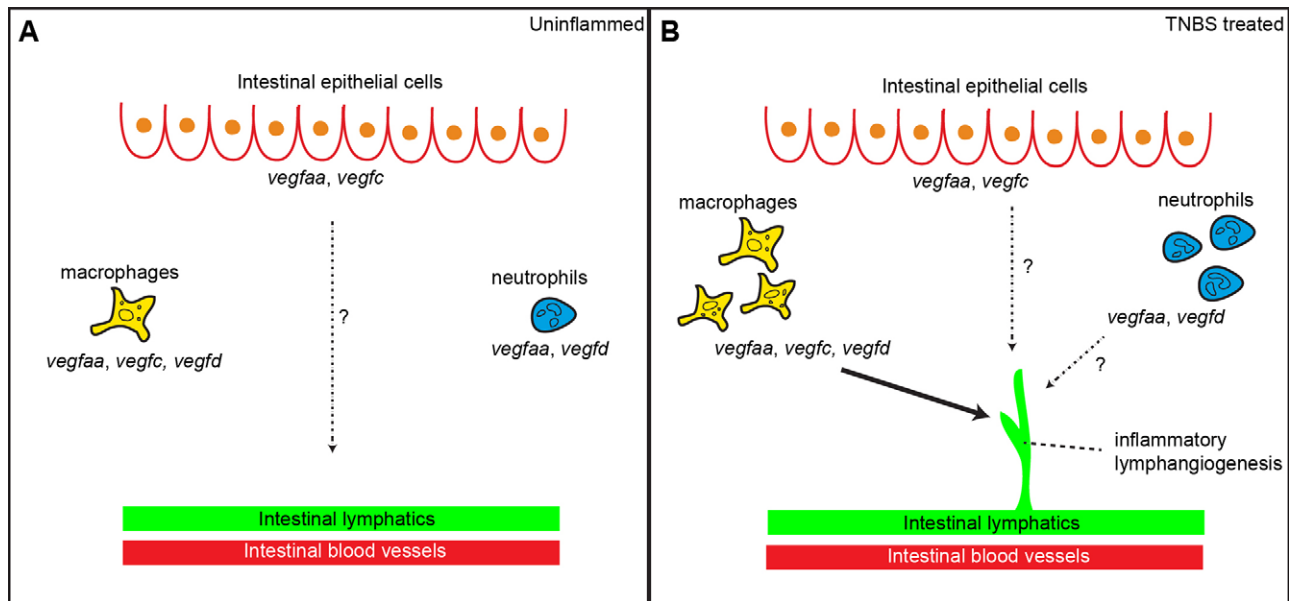 A
Uninflammed
Intestinal epithelial cells
vegfaa, vegfc
macrophages
vegfaa, vegfc, vegfd
?
neutrophils
vegfaa, vegfd
Intestinal lymphatics
Intestinal blood vessels
B
TNBS treated
Intestinal epithelial cells
vegfaa, vegfc
macrophages
vegfaa, vegfc, vegfd
?
neutrophils
vegfaa, vegfd
?
inflammatory
lymphangiogenesis
Intestinal lymphatics
Intestinal blood vessels